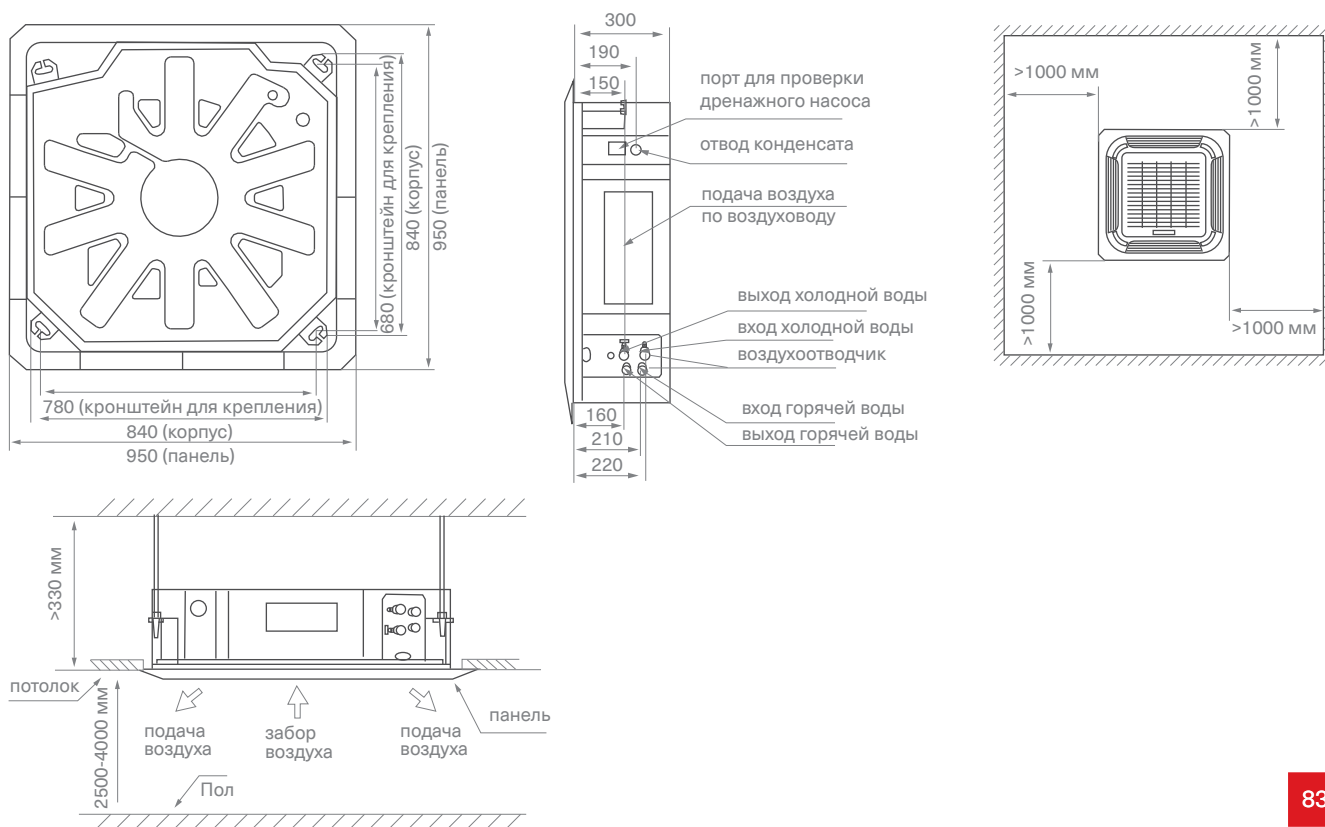 680 (кронштейн для крепления)
840 (корпус)
950 (панель)
780 (кронштейн для крепления)
840 (корпус)
950 (панель)
300
190
150
порт для проверки
дренажного насоса
отвод конденсата
подача воздуха
по воздуховоду
выход холодной воды
вход холодной воды
воздухоотводчик
вход горячей воды
выход горячей воды
160
210
220
>1000 мм
>1000 мм
>1000 мм
>1000 мм
>330 мм
потолок
2500-4000 мм
подача
воздуха
забор
воздуха
подача
воздуха
панель
Пол
83